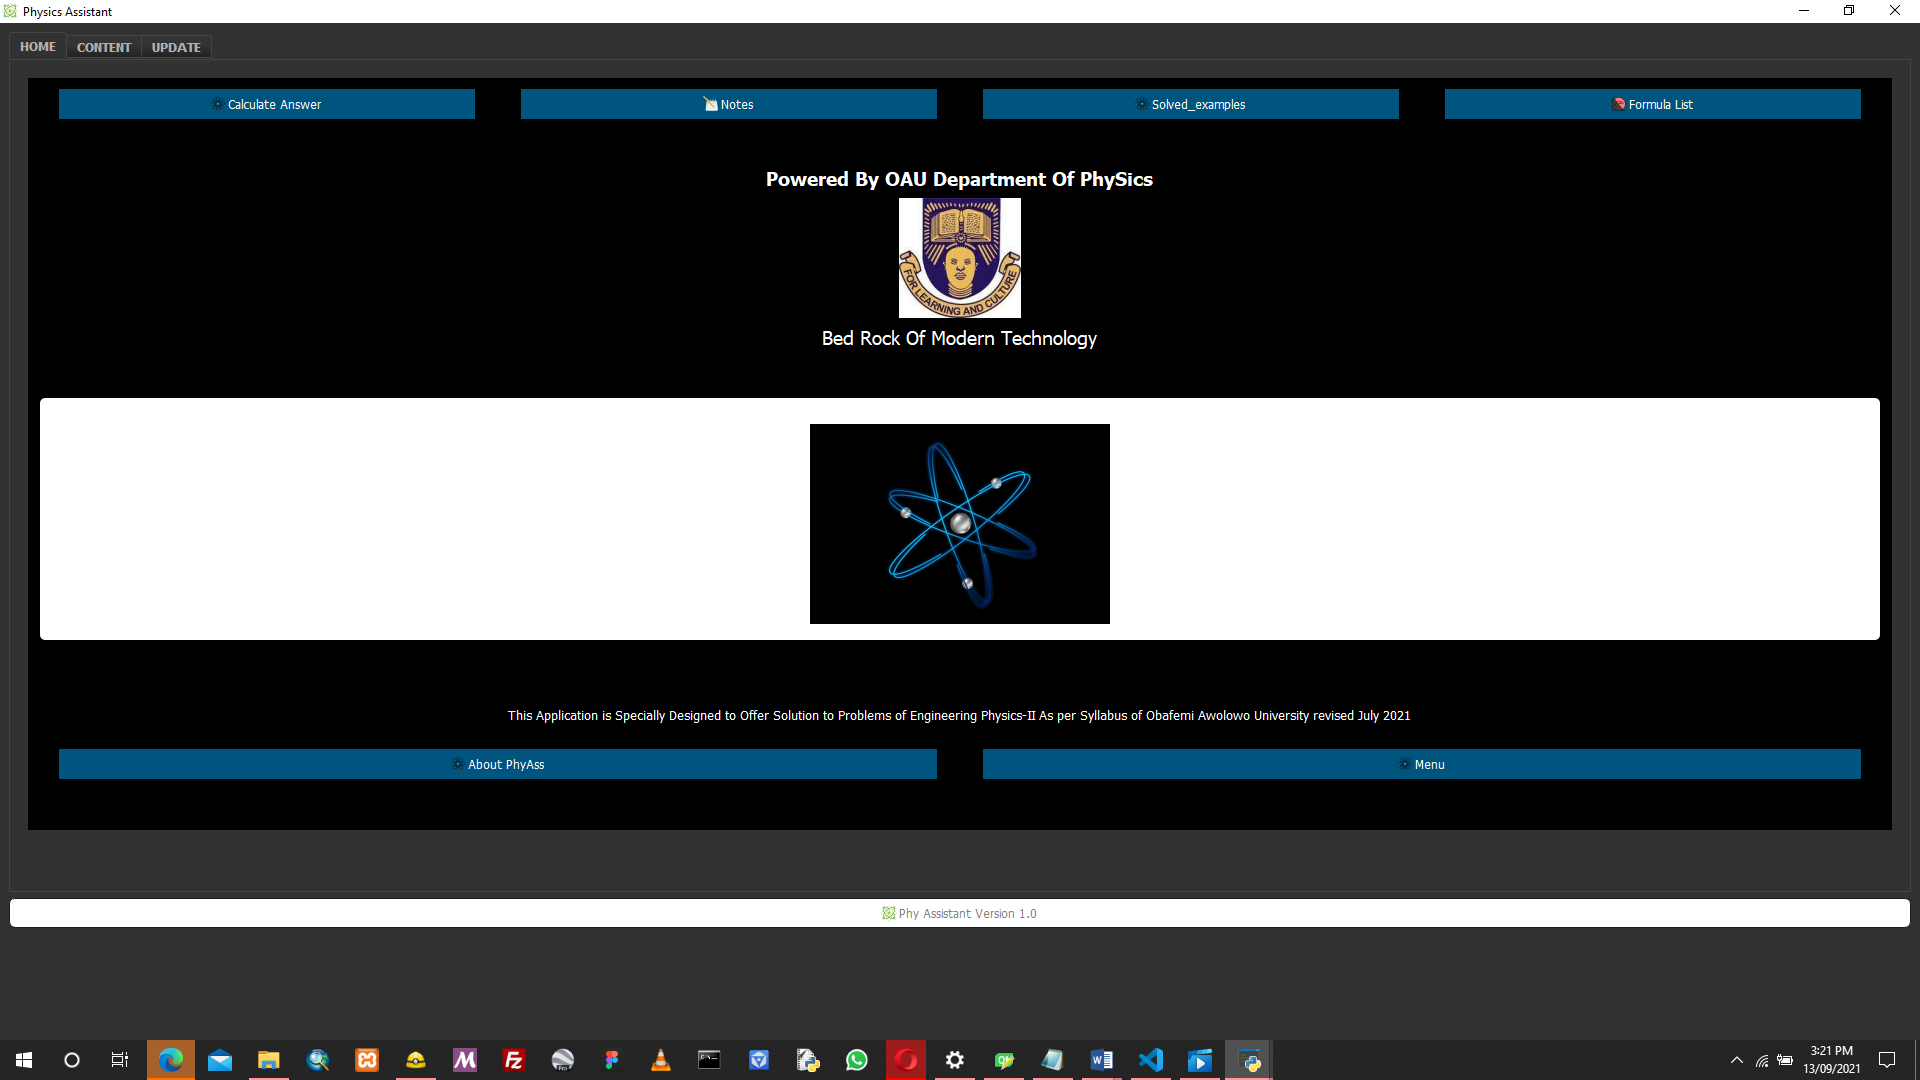 Physics Assistant
HOME CONTENT UPDATE
Calculate Answer Notes Solved_examples Formula List
Powered By OAU Department Of PhySics
FOR LEARNING AND CULTURE
Bed Rock Of Modern Technology
This Application is Specially Designed to Offer Solution to Problems of Engineering Physics-II As per Syllabus of Obafemi Awolowo University revised July 2021
About PhyAss Menu
Phy Assistant Version 1.0
3:21 PM
13/09/2021